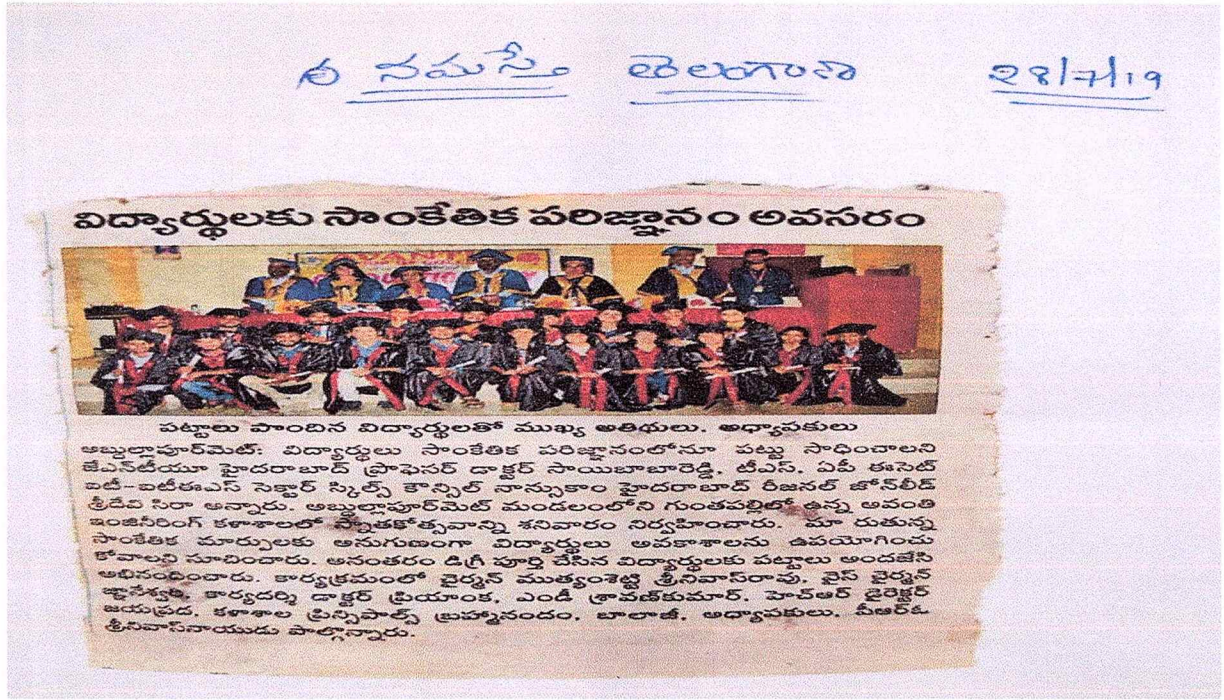 నమస్తే తెలంగాణా 28/7/19
విద్యార్థులకు సాంకేతిక పరిజ్ఞానం అవసరం
పట్టాలు పొందిన విద్యార్థులతో ముఖ్య అతిథులు, అధ్యాపకులు
అబ్దుల్లాపూర్‌మెట్: విద్యార్థులు సాంకేతిక పరిజ్ఞానంలోనూ పట్టు సాధించాలని
జేఎన్‌టీయూ హైదరాబాద్ ప్రొఫెసర్ డాక్టర్ సాయిబాబారెడ్డి, టీఎస్, ఏపీ ఈసెట్
ఐటీ-ఐటీఈఎస్ సెక్టార్ స్కిల్స్ కౌన్సిల్ నాస్సుకాం హైదరాబాద్ రీజనల్ జోన్‌లీడ్
శ్రీదేవి సిరా అన్నారు. అబ్దుల్లాపూర్‌మెట్ మండలంలోని గుంతపల్లిలో ఉన్న అవంతి
ఇంజినీరింగ్ కళాశాలలో స్నాతకోత్సవాన్ని శనివారం నిర్వహించారు. మా రుతున్న
సాంకేతిక మార్పులకు అనుగుణంగా విద్యార్థులు అవకాశాలను ఉపయోగించు
కోవాలని సూచించారు. అనంతరం డిగ్రీ పూర్తి చేసిన విద్యార్థులకు పట్టాలు అందజేసి
అభినందించారు. కార్యక్రమంలో చైర్మన్ ముత్యంశెట్టి శ్రీనివాస్‌రావు, వైస్ చైర్మన్
జ్ఞానేశ్వరి, కార్యదర్శి డాక్టర్ ప్రియాంక, ఎండీ శ్రావణ్‌కుమార్, హెచ్ఆర్ డైరెక్టర్
జయప్రద, కళాశాల ప్రిన్సిపాల్స్ బ్రహ్మానందం, బాలాజీ, అధ్యాపకులు, పీఆర్ఓ
శ్రీనివాస్‌నాయుడు పాల్గొన్నారు.